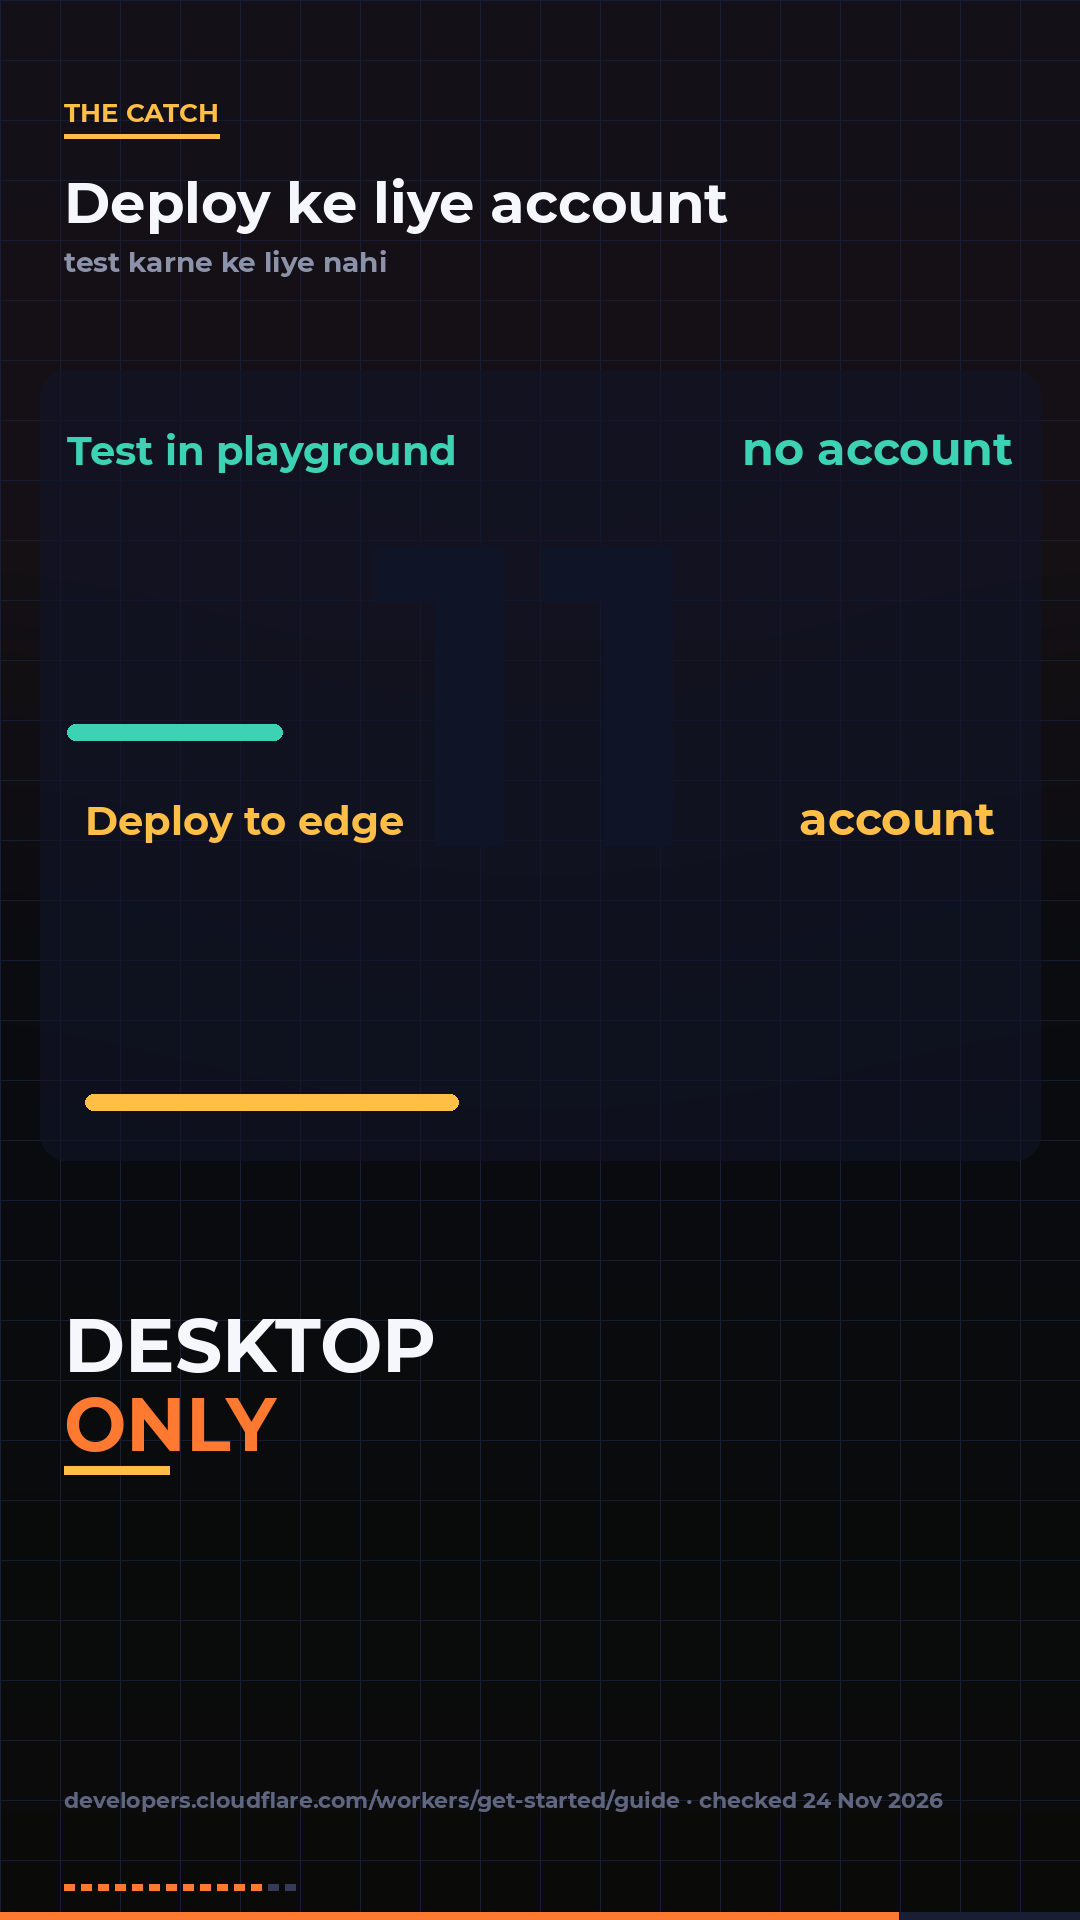 THE CATCH
Deploy ke liye account
test karne ke liye nahi
Test in playground no account
11
Deploy to edge account
DESKTOP
ONLY
developers.cloudflare.com/workers/get-started/guide · checked 24 Nov 2026